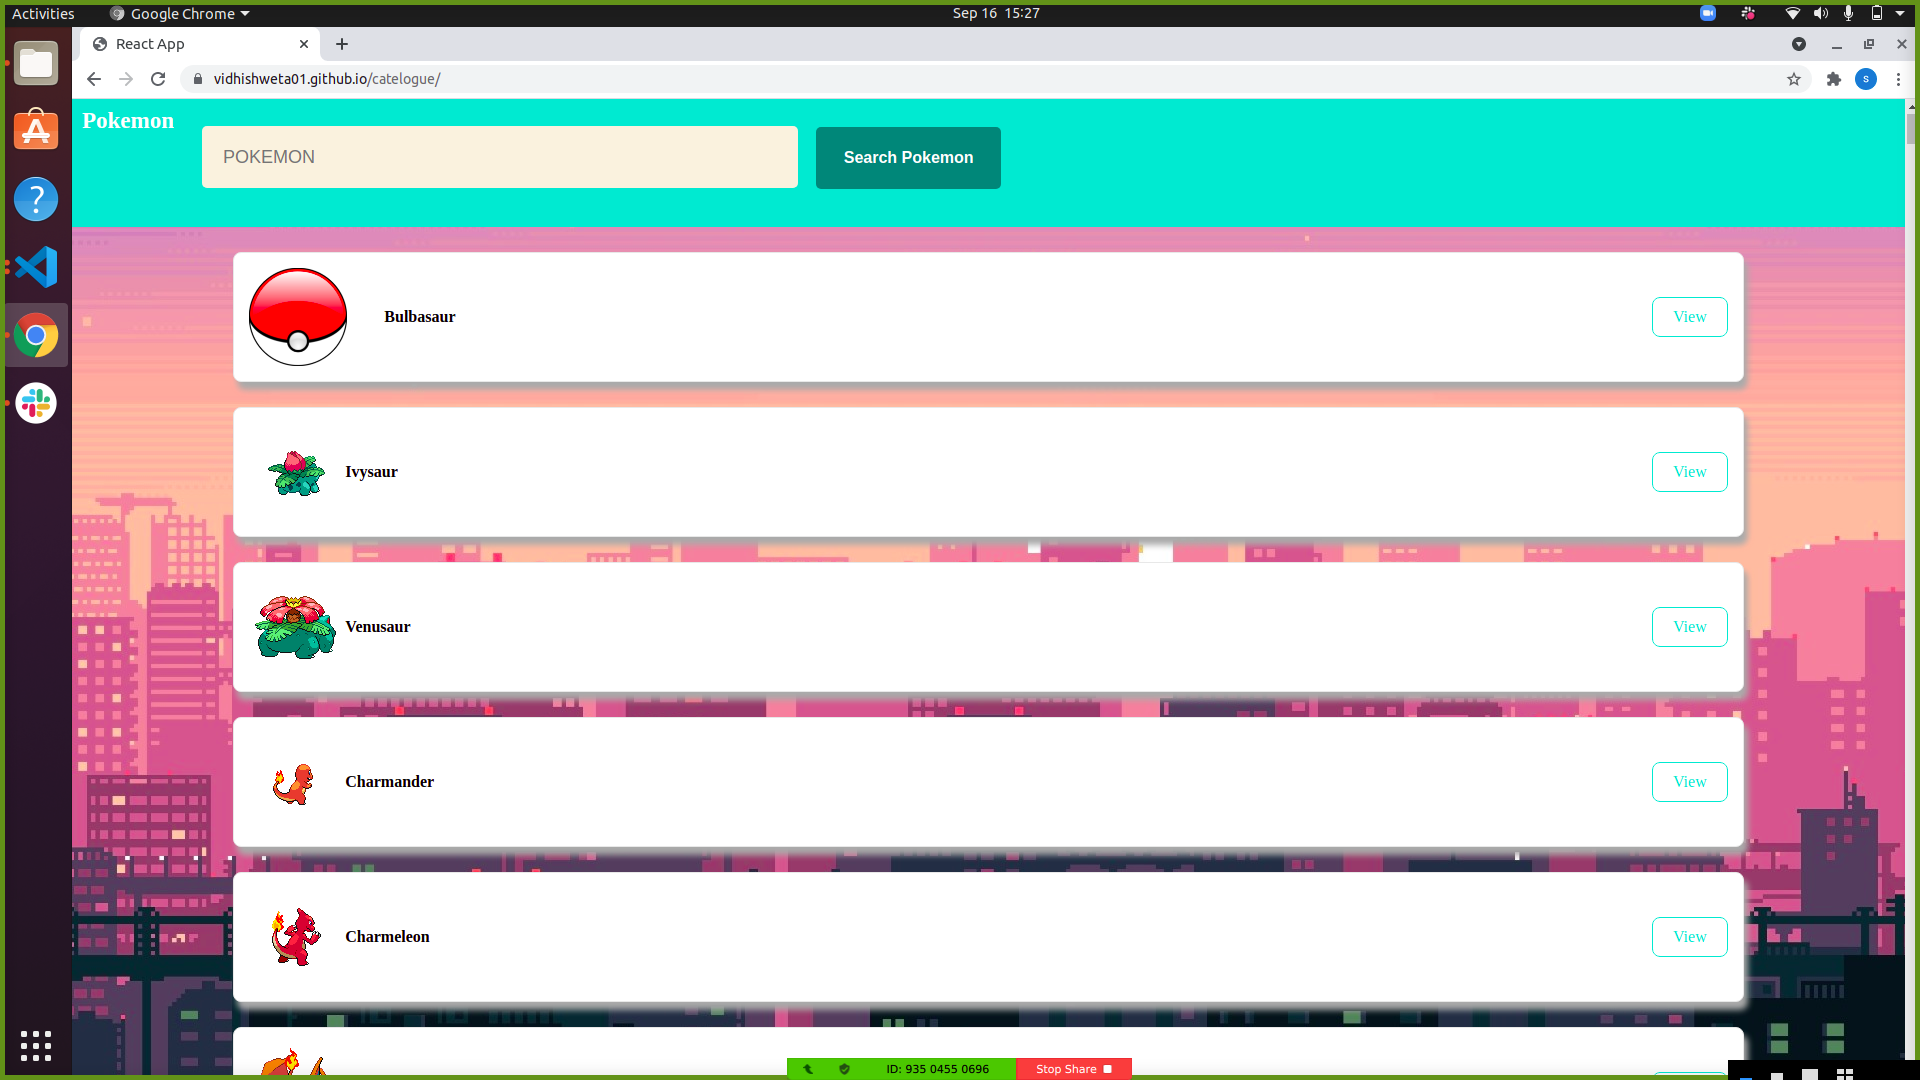 Activities
Google Chrome
Sep 16 15:27
React App
vidhishweta01.github.io/catelogue/
S
Pokemon
POKEMON
Search Pokemon
Bulbasaur
View
Ivysaur
View
Venusaur
View
Charmander
View
Charmeleon
View
ID: 935 0455 0696
Stop Share